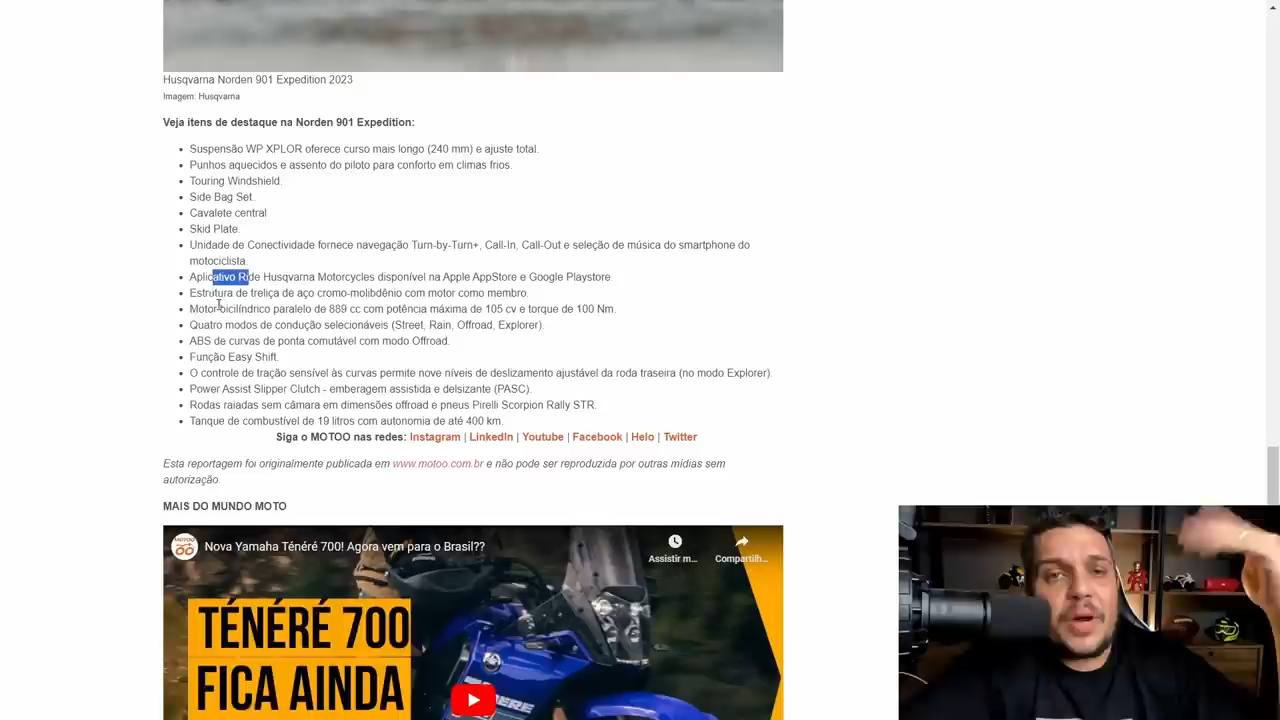 Husqvarna Norden 901 Expedition 2023
Imagem: Husqvarna
Veja itens de destaque na Norden 901 Expedition:
Suspensão WP XPLOR oferece curso mais longo (240 mm) e ajuste total.
Punhos aquecidos e assento do piloto para conforto em climas frios.
Touring Windshield.
Side Bag Set.
Cavalete central
Skid Plate.
Unidade de Conectividade fornece navegação Turn-by-Turn+, Call-In, Call-Out e seleção de música do smartphone do
motociclista.
Aplicativo Ride Husqvarna Motorcycles disponível na Apple AppStore e Google Playstore.
Estrutura de treliça de aço cromo-molibdênio com motor como membro.
Motor bicilíndrico paralelo de 889 cc com potência máxima de 105 cv e torque de 100 Nm.
Quatro modos de condução selecionáveis (Street, Rain, Offroad, Explorer).
ABS de curvas de ponta comutável com modo Offroad.
Função Easy Shift.
O controle de tração sensível às curvas permite nove níveis de deslizamento ajustável da roda traseira (no modo Explorer).
Power Assist Slipper Clutch - emberagem assistida e delsizante (PASC).
Rodas raiadas sem câmara em dimensões offroad e pneus Pirelli Scorpion Rally STR.
Tanque de combustível de 19 litros com autonomia de até 400 km.
Siga o MOTOO nas redes: Instagram | LinkedIn | Youtube | Facebook | Helo | Twitter
Esta reportagem foi originalmente publicada em www.motoo.com.br e não pode ser reproduzida por outras mídias sem
autorização.
MAIS DO MUNDO MOTO
Nova Yamaha Ténéré 700! Agora vem para o Brasil??
Assistir m...
Compartilh...
TÉNÉRÉ 700
FICA AINDA